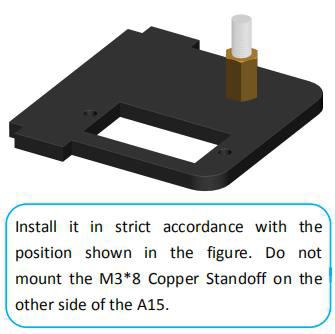 Install it in strict accordance with the
position shown in the figure. Do not
mount the M3*8 Copper Standoff on the
other side of the A15.